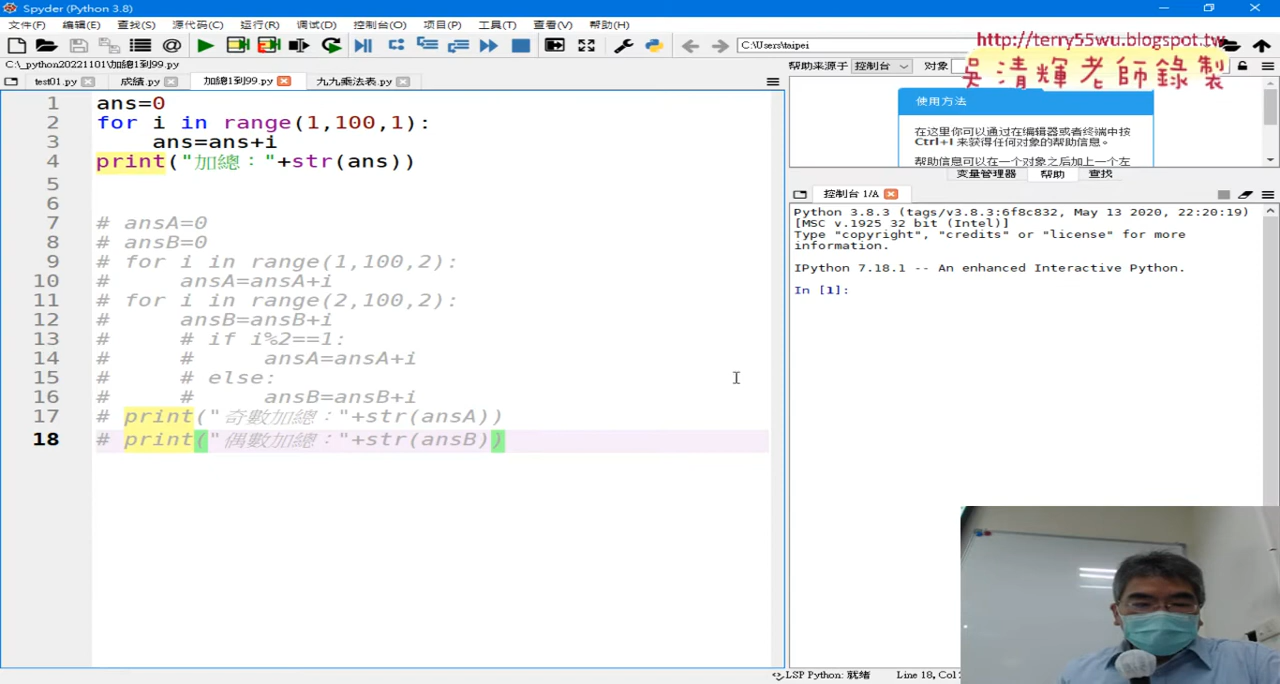 Spyder (Python 3.8)
文件(F) 编辑(E) 查找(S) 源代码(C) 运行(R) 调试(D) 控制台(O) 项目(P) 工具(T) 查看(V) 帮助(H)
C:\Users\taipei
http://terry55wu.blogspot.tw
吳清輝老師錄製
C:\_python20221101\加總1到99.py
test01.py 成績.py 加總1到99.py 九九乘法表.py
帮助来源于 控制台 对象
1 ans=0
2 for i in range(1,100,1):
3 ans=ans+i
4 print("加總："+str(ans))
5
6
7 # ansA=0
8 # ansB=0
9 # for i in range(1,100,2):
10 # ansA=ansA+i
11 # for i in range(2,100,2):
12 # ansB=ansB+i
13 # # if i%2==1:
14 # # ansA=ansA+i
15 # # else:
16 # # ansB=ansB+i
17 # print("奇數加總："+str(ansA))
18 # print("偶數加總："+str(ansB))
使用方法
在这里你可以通过在编辑器或者终端中按
Ctrl+I 来获得任何对象的帮助信息。
帮助信息可以在一个对象之后加上一个左
变量管理器 帮助 查找
控制台 1/A
Python 3.8.3 (tags/v3.8.3:6f8c832, May 13 2020, 22:20:19)
[MSC v.1925 32 bit (Intel)]
Type "copyright", "credits" or "license" for more
information.
IPython 7.18.1 -- An enhanced Interactive Python.
In [1]:
LSP Python: 就绪 Line 18, Col